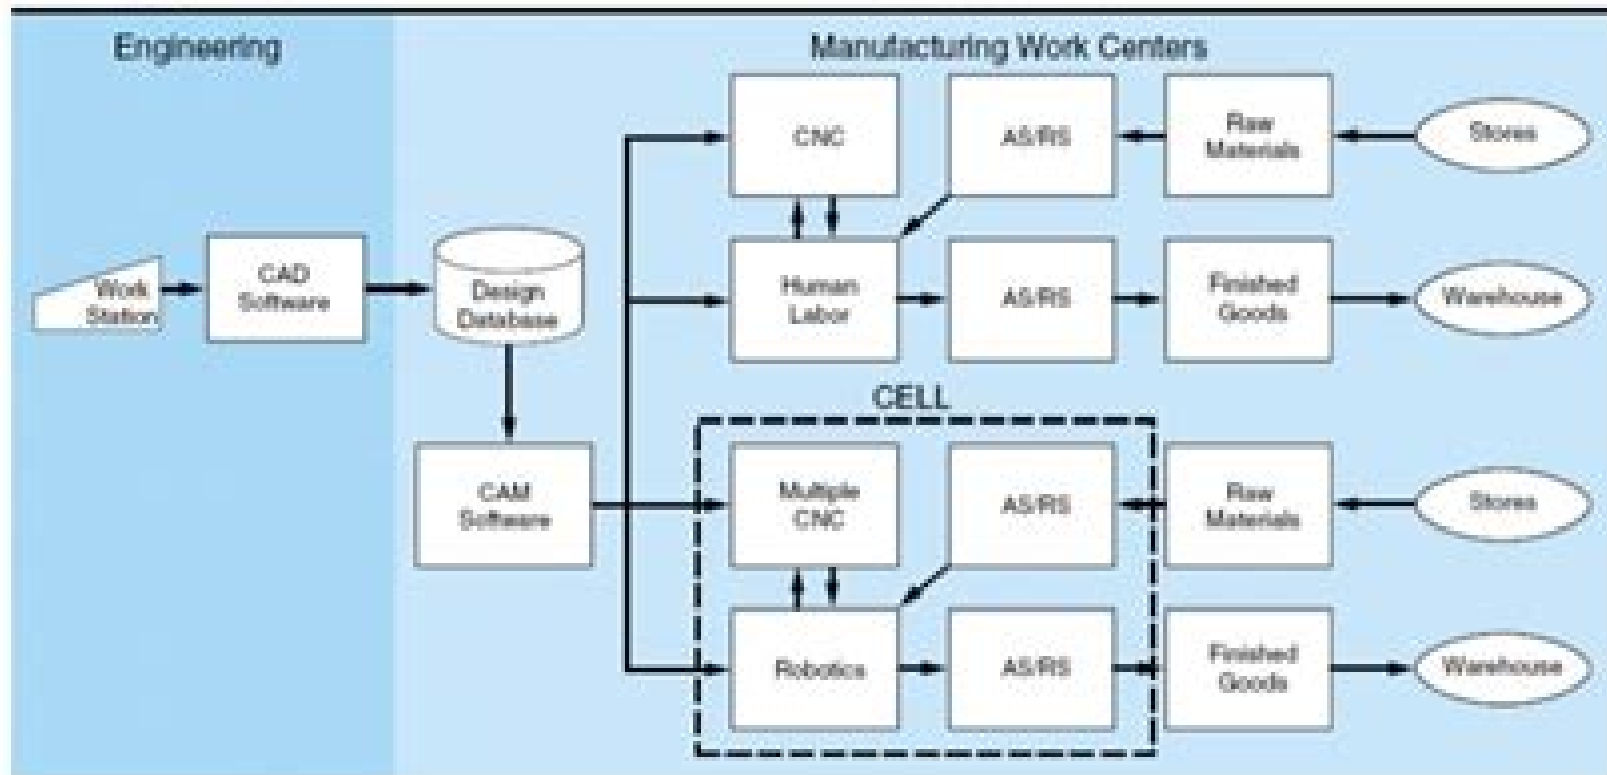 Engineering
Manufacturing Work Centers
CNC
AS/RS
Raw
Materials
Stores
Work
Station
CAD
Software
Design
Database
Human
Labor
AS/RS
Finished
Goods
Warehouse
CELL
CAM
Software
Multiple
CNC
AS/RS
Raw
Materials
Stores
Robotics
AS/RS
Finished
Goods
Warehouse